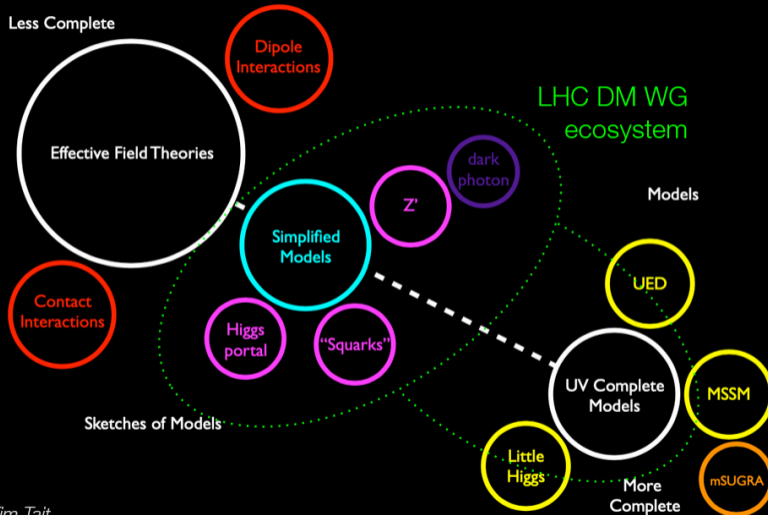 Less Complete
Dipole
Interactions
Effective Field Theories
LHC DM WG
ecosystem
dark
photon
Z'
Models
Simplified
Models
UED
Contact
Interactions
Higgs
portal
“Squarks”
UV Complete
Models
MSSM
Sketches of Models
Little
Higgs
mSUGRA
More
Complete
Tait